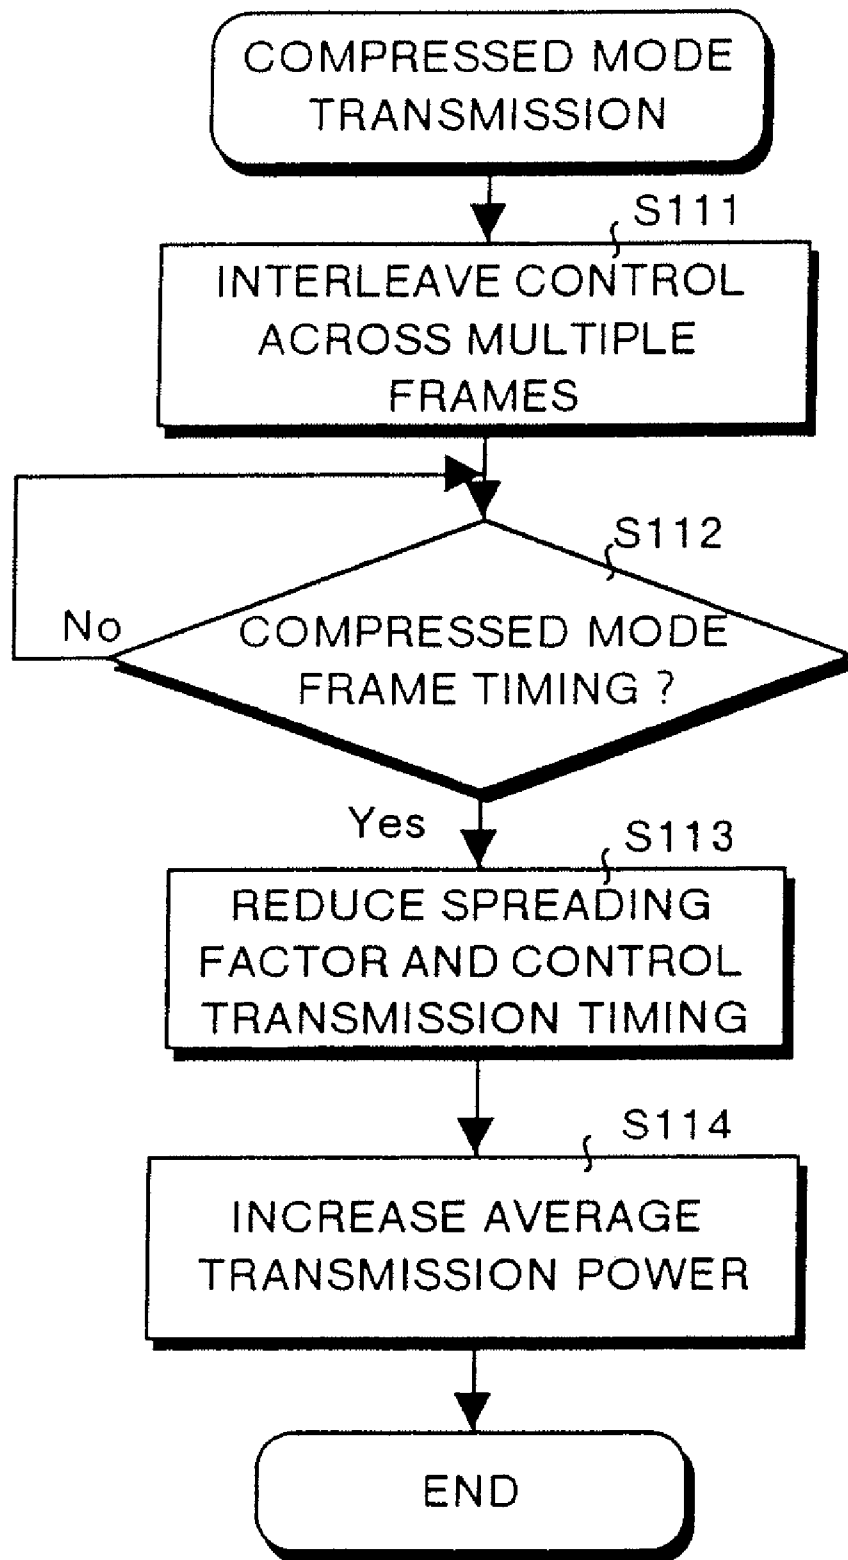 COMPRESSED MODE
TRANSMISSION
S111
INTERLEAVE CONTROL
ACROSS MULTIPLE
FRAMES
S112
No
COMPRESSED MODE
FRAME TIMING ?
Yes
S113
REDUCE SPREADING
FACTOR AND CONTROL
TRANSMISSION TIMING
S114
INCREASE AVERAGE
TRANSMISSION POWER
END